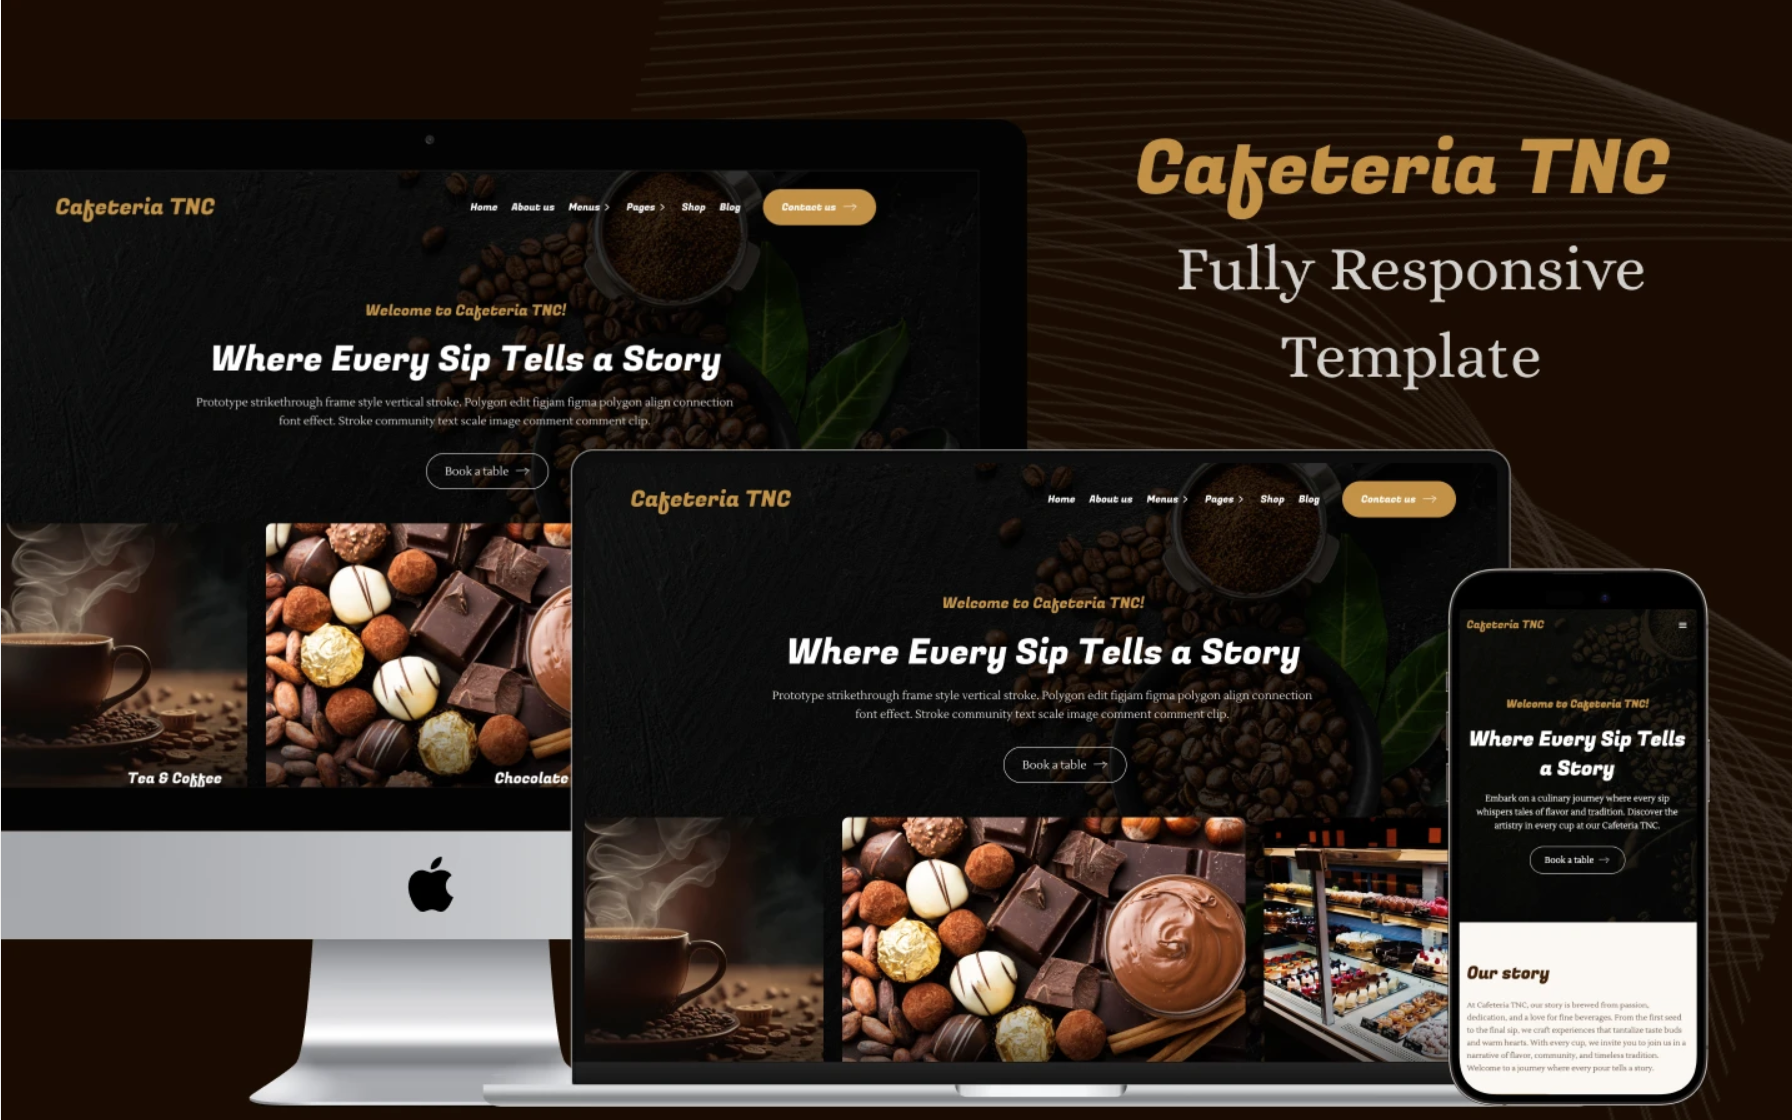 Cafeteria TNC
Fully Responsive
Template
Cafeteria TNC
Home About us Menus Pages Shop Blog Contact us
Welcome to Cafeteria TNC!
Where Every Sip Tells a Story
Prototype strikethrough frame style vertical stroke. Polygon edit figjam figma polygon align connection
font effect. Stroke community text scale image comment comment clip.
Book a table
Tea & Coffee
Chocolate
Cafeteria TNC
Home About us Menus Pages Shop Blog Contact us
Welcome to Cafeteria TNC!
Where Every Sip Tells a Story
Prototype strikethrough frame style vertical stroke. Polygon edit figjam figma polygon align connection
font effect. Stroke community text scale image comment comment clip.
Book a table
Cafeteria TNC
Welcome to Cafeteria TNC!
Where Every Sip Tells
a Story
Embark on a culinary journey where every sip
whispers tales of flavor and tradition. Discover the
artistry in every cup at our Cafeteria TNC.
Book a table
Our story
At Cafeteria TNC, our story is brewed from passion,
dedication, and a love for fine beverages. From the first seed
to the final sip, we craft experiences that tantalize taste buds
and warm hearts. With every cup, we invite you to join us in a
narrative of flavor, community, and timeless tradition.
Welcome to a journey where every pour tells a story.